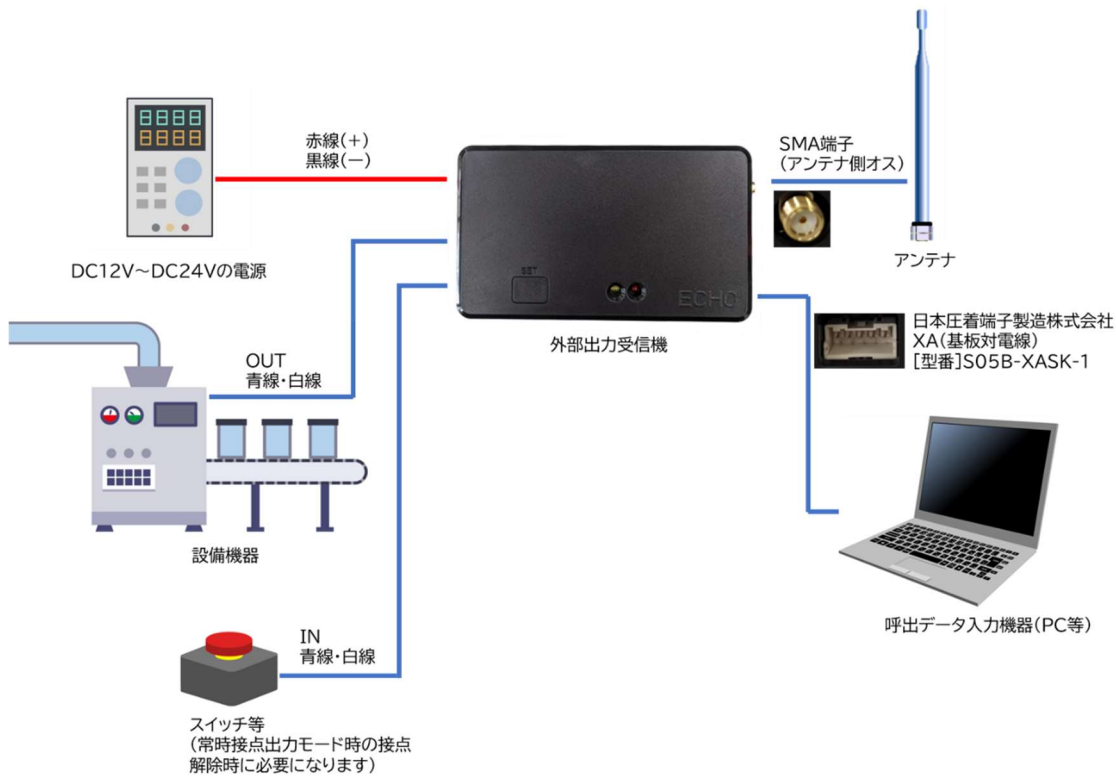 赤線(+)
黒線(ー)
DC12V～DC24Vの電源
SMA端子
(アンテナ側オス)
アンテナ
SET
ECHO
外部出力受信機
日本圧着端子製造株式会社
XA(基板対電線)
[型番]S05B-XASK-1
OUT
青線・白線
設備機器
呼出データ入力機器(PC等)
IN
青線・白線
スイッチ等
(常時接点出力モード時の接点
解除時に必要になります)